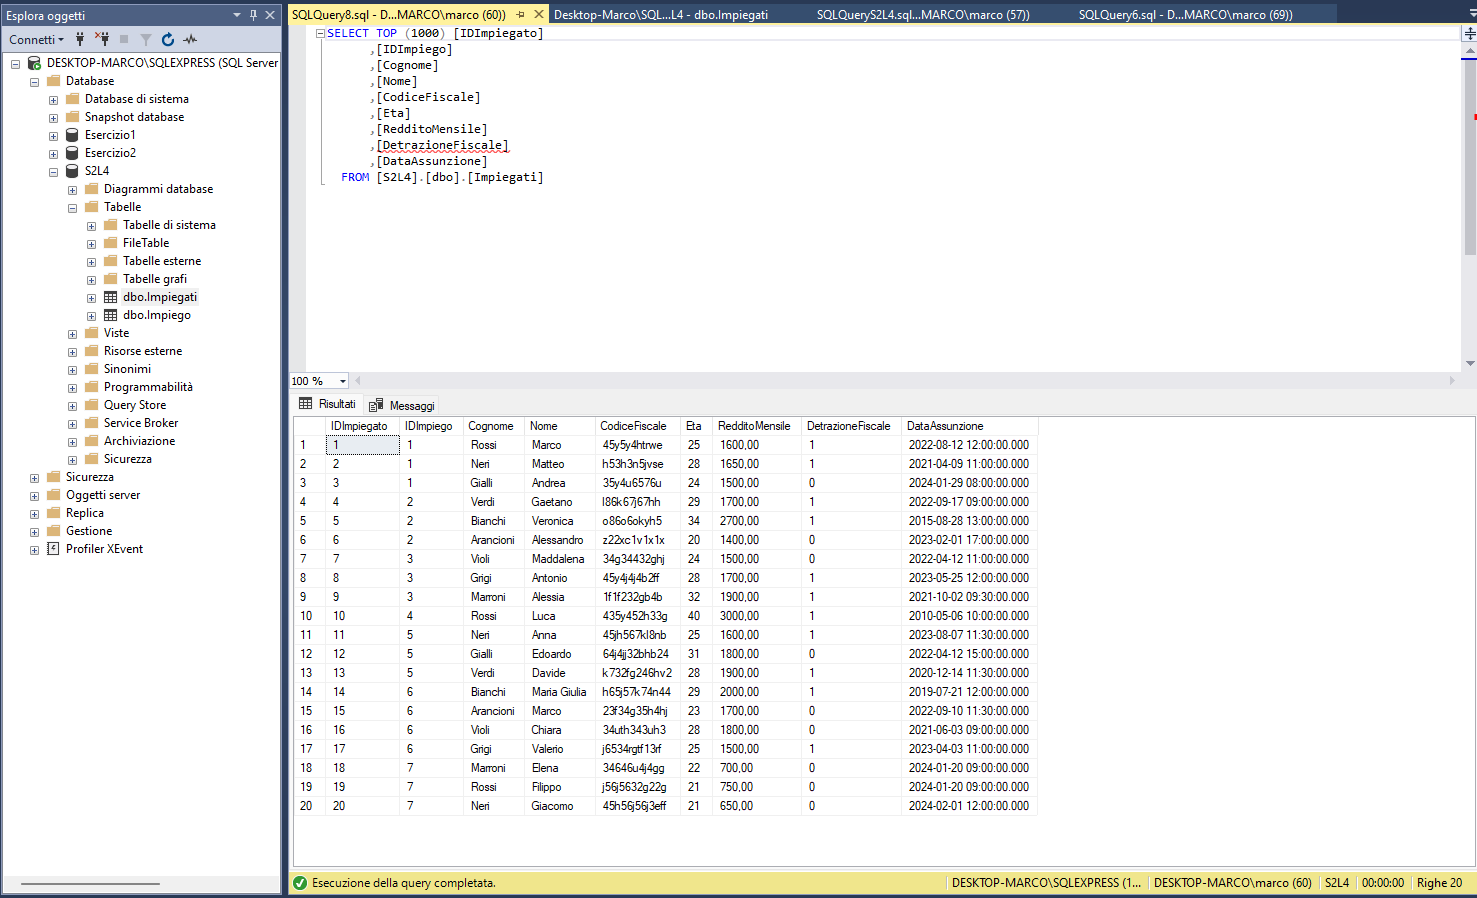 Esplora oggetti
Connetti
DESKTOP-MARCO\SQLEXPRESS (SQL Server
Database
Database di sistema
Snapshot database
Esercizio1
Esercizio2
S2L4
Diagrammi database
Tabelle
Tabelle di sistema
FileTable
Tabelle esterne
Tabelle grafi
dbo.Impiegati
dbo.Impiego
Viste
Risorse esterne
Sinonimi
Programmabilità
Query Store
Service Broker
Archiviazione
Sicurezza
Sicurezza
Oggetti server
Replica
Gestione
Profiler XEvent
SQLQuery8.sql - D...MARCO\marco (60)) Desktop-Marco\SQL...L4 - dbo.Impiegati SQLQueryS2L4.sql...MARCO\marco (57)) SQLQuery6.sql - D...MARCO\marco (69))
SELECT TOP (1000) [IDImpiegato]
,[IDImpiego]
,[Cognome]
,[Nome]
,[CodiceFiscale]
,[Eta]
,[RedditoMensile]
,[DetrazioneFiscale]
,[DataAssunzione]
FROM [S2L4].[dbo].[Impiegati]
100 %
Risultati Messaggi
IDImpiegato IDImpiego Cognome Nome CodiceFiscale Eta RedditoMensile DetrazioneFiscale DataAssunzione
1 1 1 Rossi Marco 45y5y4htrwe 25 1600,00 1 2022-08-12 12:00:00.000
2 2 1 Neri Matteo h53h3n5jvse 28 1650,00 1 2021-04-09 11:00:00.000
3 3 1 Gialli Andrea 35y4u6576u 24 1500,00 0 2024-01-29 08:00:00.000
4 4 2 Verdi Gaetano l86k67j67hh 29 1700,00 1 2022-09-17 09:00:00.000
5 5 2 Bianchi Veronica o86o6okyh5 34 2700,00 1 2015-08-28 13:00:00.000
6 6 2 Arancioni Alessandro z22xc1v1x1x 20 1400,00 0 2023-02-01 17:00:00.000
7 7 3 Violi Maddalena 34g34432ghj 24 1500,00 0 2022-04-12 11:00:00.000
8 8 3 Grigi Antonio 45y4j4j4b2ff 28 1700,00 1 2023-05-25 12:00:00.000
9 9 3 Marroni Alessia 1f1f232gb4b 32 1900,00 1 2021-10-02 09:30:00.000
10 10 4 Rossi Luca 435y452h33g 40 3000,00 1 2010-05-06 10:00:00.000
11 11 5 Neri Anna 45jh567kl8nb 25 1600,00 1 2023-08-07 11:30:00.000
12 12 5 Gialli Edoardo 64j4jj32bhb24 31 1800,00 0 2022-04-12 15:00:00.000
13 13 5 Verdi Davide k732fg246hv2 28 1900,00 1 2020-12-14 11:30:00.000
14 14 6 Bianchi Maria Giulia h65j57k74n44 29 2000,00 1 2019-07-21 12:00:00.000
15 15 6 Arancioni Marco 23f34g35h4hj 23 1700,00 0 2022-09-10 11:30:00.000
16 16 6 Violi Chiara 34uth343uh3 28 1800,00 0 2021-06-03 09:00:00.000
17 17 6 Grigi Valerio j6534rgtf13rf 25 1500,00 1 2023-04-03 11:00:00.000
18 18 7 Marroni Elena 34646u4j4gg 22 700,00 0 2024-01-20 09:00:00.000
19 19 7 Rossi Filippo j56j5632g22g 21 750,00 0 2024-01-20 09:00:00.000
20 20 7 Neri Giacomo 45h56j56j3eff 21 650,00 0 2024-02-01 12:00:00.000
Esecuzione della query completata. DESKTOP-MARCO\SQLEXPRESS (1... DESKTOP-MARCO\marco (60) S2L4 00:00:00 Righe 20